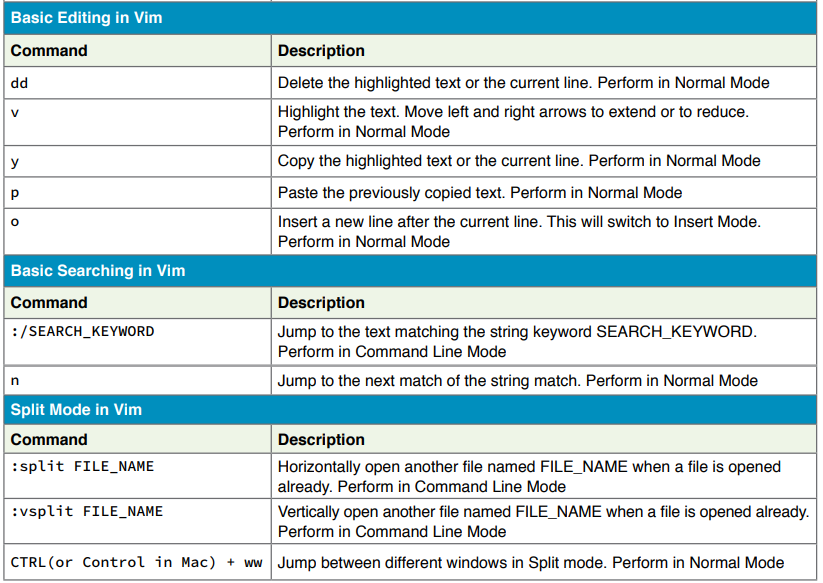 Basic Editing in Vim
Command Description
dd Delete the highlighted text or the current line. Perform in Normal Mode
v Highlight the text. Move left and right arrows to extend or to reduce.
Perform in Normal Mode
y Copy the highlighted text or the current line. Perform in Normal Mode
p Paste the previously copied text. Perform in Normal Mode
o Insert a new line after the current line. This will switch to Insert Mode.
Perform in Normal Mode
Basic Searching in Vim
Command Description
:/SEARCH_KEYWORD Jump to the text matching the string keyword SEARCH_KEYWORD.
Perform in Command Line Mode
n Jump to the next match of the string match. Perform in Normal Mode
Split Mode in Vim
Command Description
:split FILE_NAME Horizontally open another file named FILE_NAME when a file is opened
already. Perform in Command Line Mode
:vsplit FILE_NAME Vertically open another file named FILE_NAME when a file is opened already.
Perform in Command Line Mode
CTRL(or Control in Mac) + ww Jump between different windows in Split mode. Perform in Normal Mode